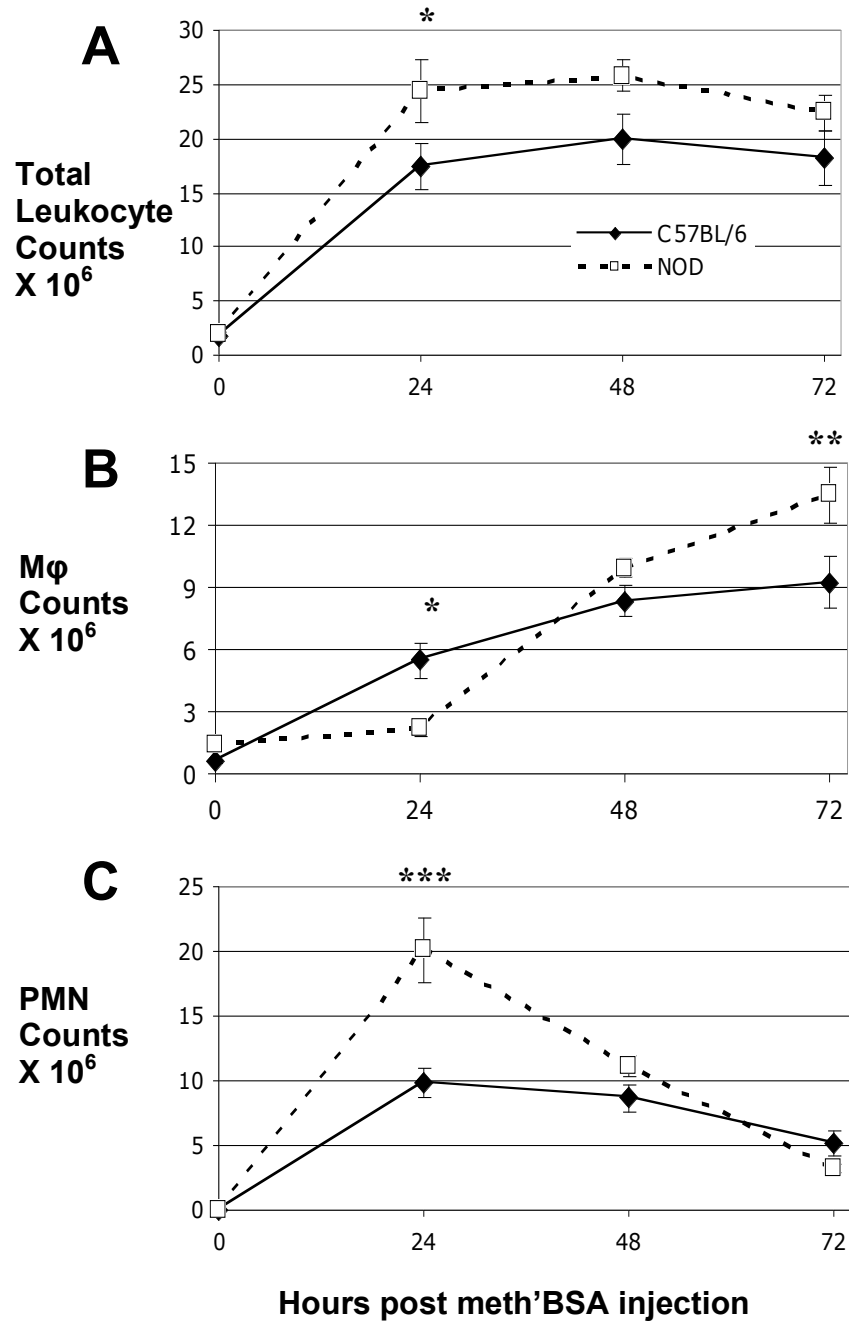 A
*
30
25
20
15
10
5
0
Total
Leukocyte
Counts
X 10⁶
C57BL/6
NOD
0 24 48 72
B
**
*
15
12
9
6
3
0
Mφ
Counts
X 10⁶
0 24 48 72
C
***
25
20
15
10
5
0
PMN
Counts
X 10⁶
0 24 48 72
Hours post meth'BSA injection